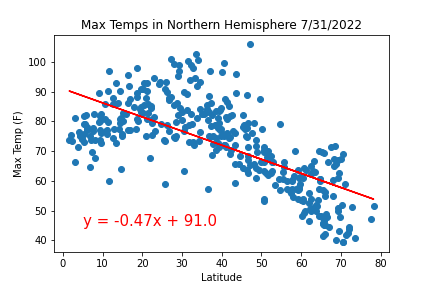 Max Temps in Northern Hemisphere 7/31/2022
Max Temp (F)
100
90
80
70
60
50
40
y = -0.47x + 91.0
0 10 20 30 40 50 60 70 80
Latitude